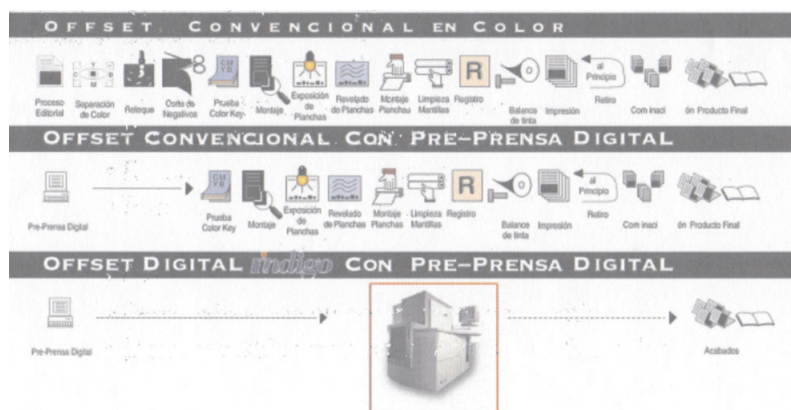 OFFSET CONVENCIONAL EN COLOR
Proceso Editorial
Separación de Color
Retoque
Corte de Negativos
CM
YB
Prueba Color Key
Montaje
Exposición de Planchas
Revelado de Planchas
Montaje Planchas
Limpieza Mantillas
R
Registro
Balance de tinta
Impresión
al Principio
Retiro
Com inaci ón
Producto Final
OFFSET CONVENCIONAL CON PRE-PRENSA DIGITAL
Pre-Prensa Digital
CM
YB
Prueba Color Key
Montaje
Exposición de Planchas
Revelado de Planchas
Montaje Planchas
Limpieza Mantillas
R
Registro
Balance de tinta
Impresión
al Principio
Retiro
Com inaci ón
Producto Final
OFFSET DIGITAL indigo CON PRE-PRENSA DIGITAL
Pre-Prensa Digital
Acabados